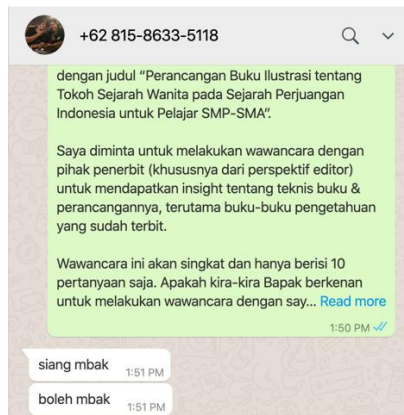 +62 815-8633-5118
dengan judul “Perancangan Buku Ilustrasi tentang
Tokoh Sejarah Wanita pada Sejarah Perjuangan
Indonesia untuk Pelajar SMP-SMA”.
Saya diminta untuk melakukan wawancara dengan
pihak penerbit (khususnya dari perspektif editor)
untuk mendapatkan insight tentang teknis buku &
perancangannya, terutama buku-buku pengetahuan
yang sudah terbit.
Wawancara ini akan singkat dan hanya berisi 10
pertanyaan saja. Apakah kira-kira Bapak berkenan
untuk melakukan wawancara dengan say... Read more
1:50 PM
siang mbak 1:51 PM
boleh mbak 1:51 PM